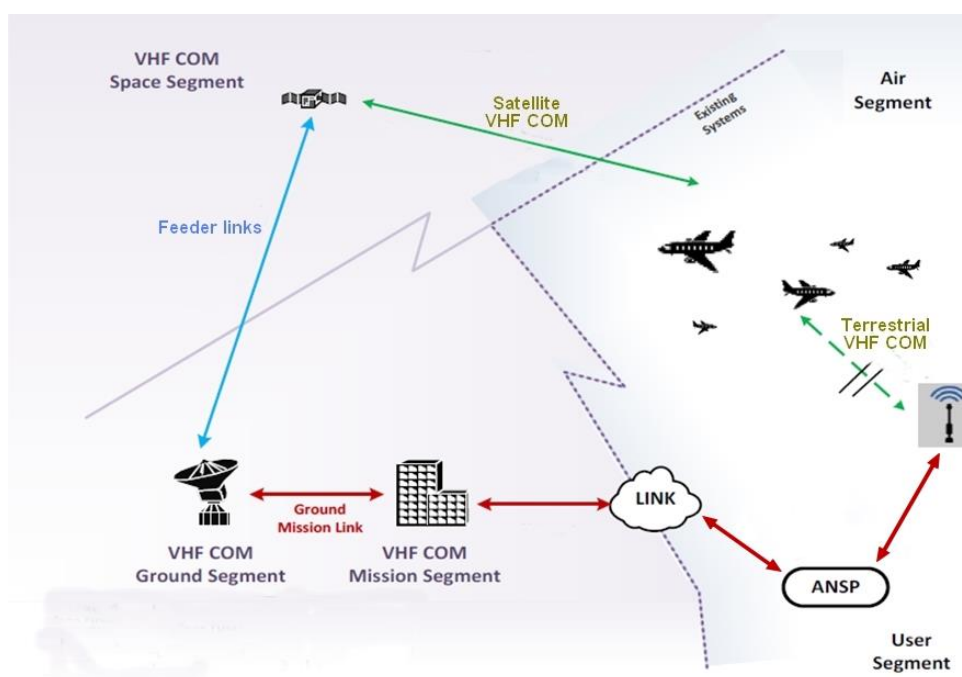 VHF COM
Space Segment
Satellite
VHF COM
Existing
Systems
Air
Segment
Feeder links
Terrestrial
VHF COM
Ground
Mission Link
LINK
VHF COM
Ground Segment
VHF COM
Mission Segment
ANSP
User
Segment